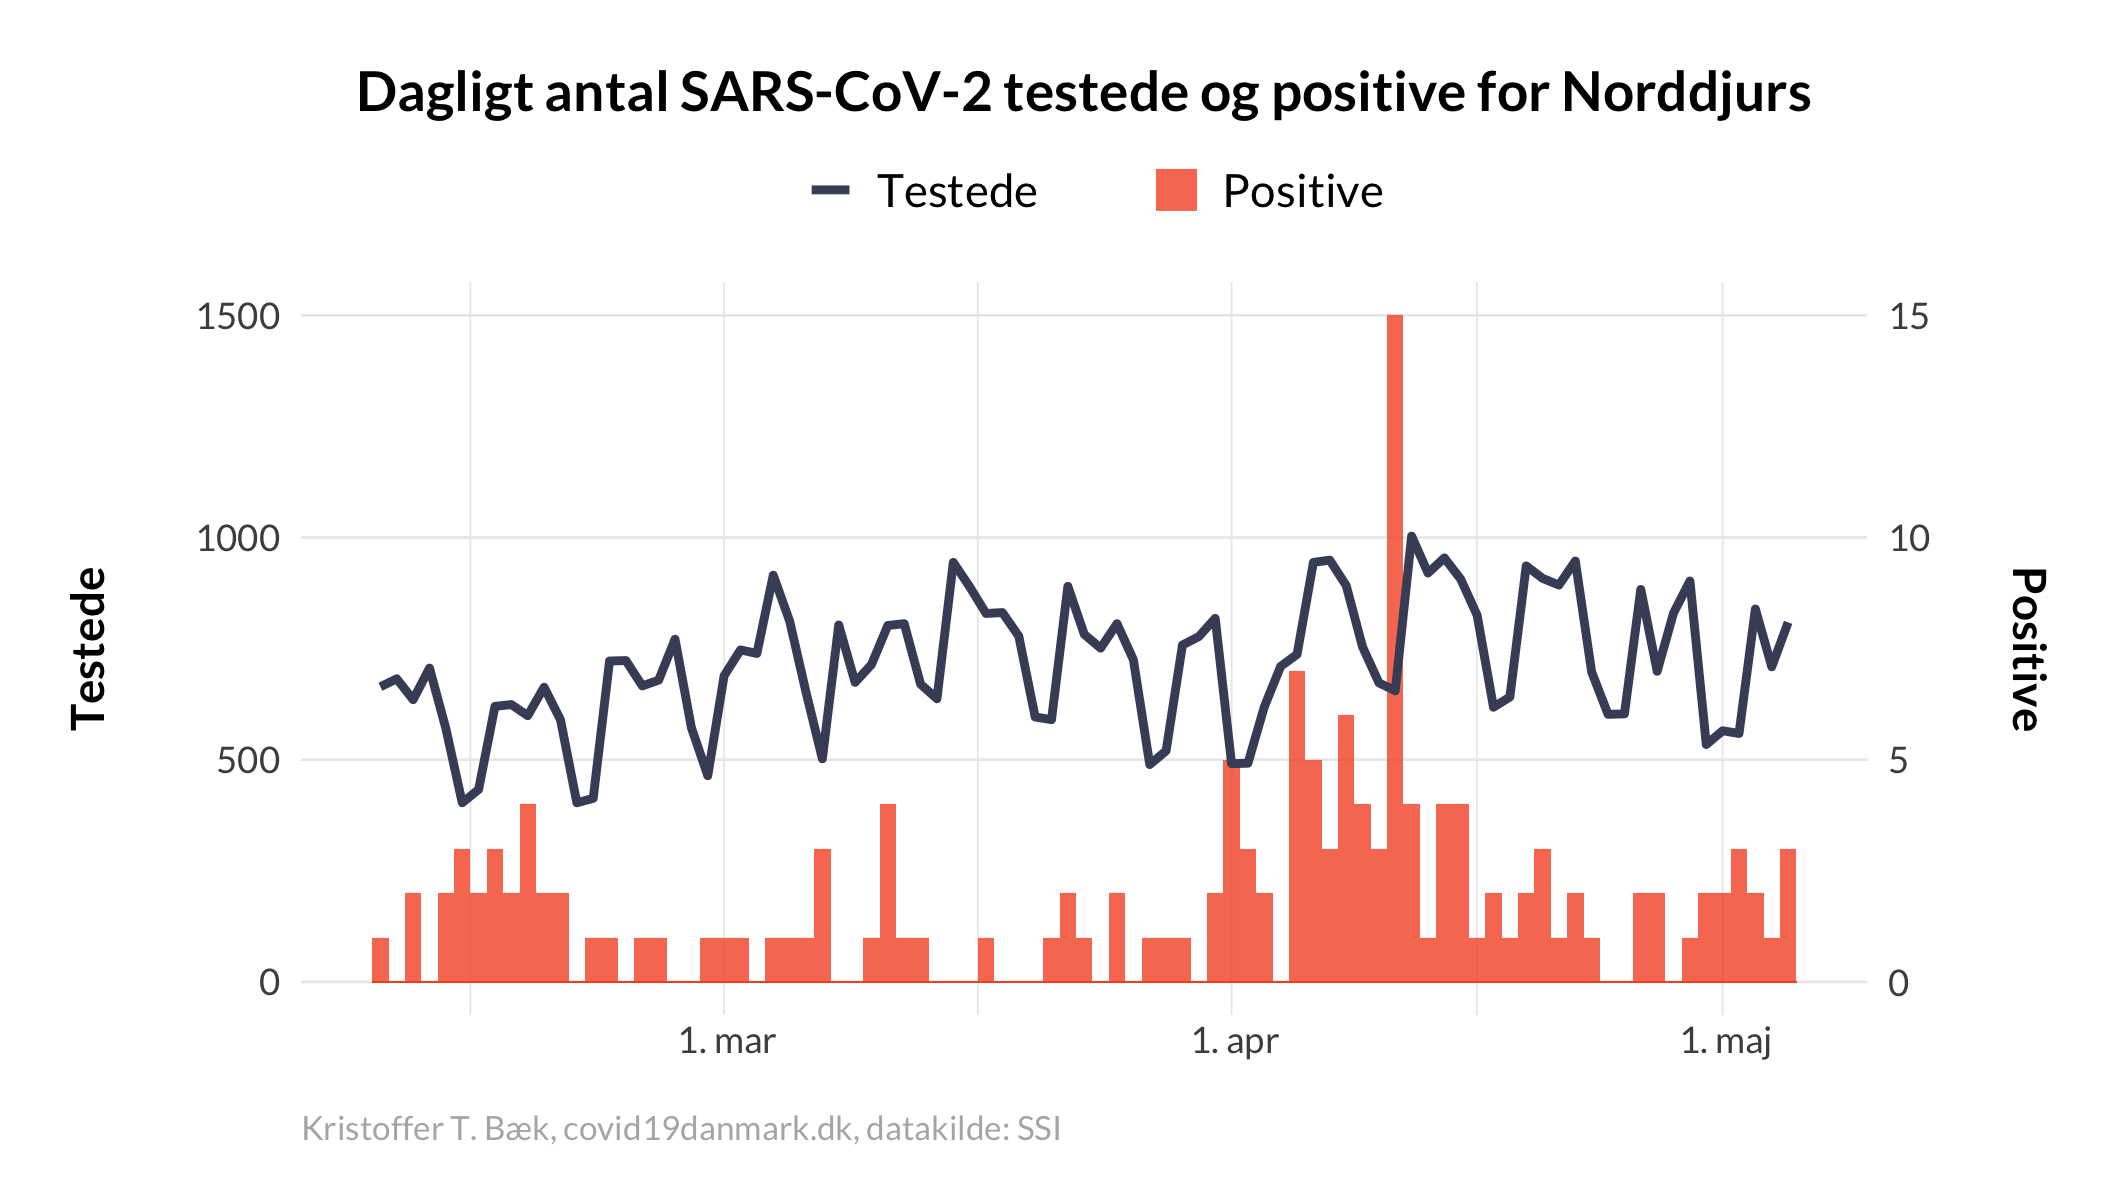 Dagligt antal SARS-CoV-2 testede og positive for Norddjurs
Testede Positive
1500 15
1000 10
Testede
Positive
500 5
0 0
1. mar 1. apr 1. maj
Kristoffer T. Bæk, covid19danmark.dk, datakilde: SSI